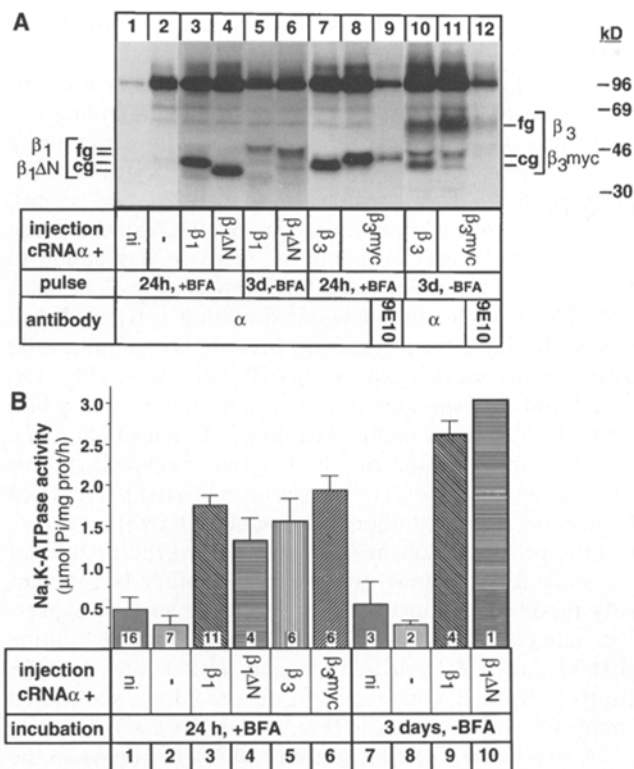 A
1 2 3 4 5 6 7 8 9 10 11 12
kD
96
69
fg β3
β1 fg
46
β1ΔN cg
cg β3myc
30
injection cRNAα + ni - β1 β1ΔN β1 β1ΔN β3 β3myc β3 β3myc
pulse 24h, +BFA 3d,-BFA 24h, +BFA 3d, -BFA
antibody α 9E10 α 9E10
B
Na,K-ATPase activity
(µmol Pi/mg prot/h)
3.0
2.5
2.0
1.5
1.0
0.5
16 7 11 4 6 6 3 2 4 1
injection cRNAα + ni - β1 β1ΔN β3 β3myc ni - β1 β1ΔN
incubation 24 h, +BFA 3 days, -BFA
1 2 3 4 5 6 7 8 9 10